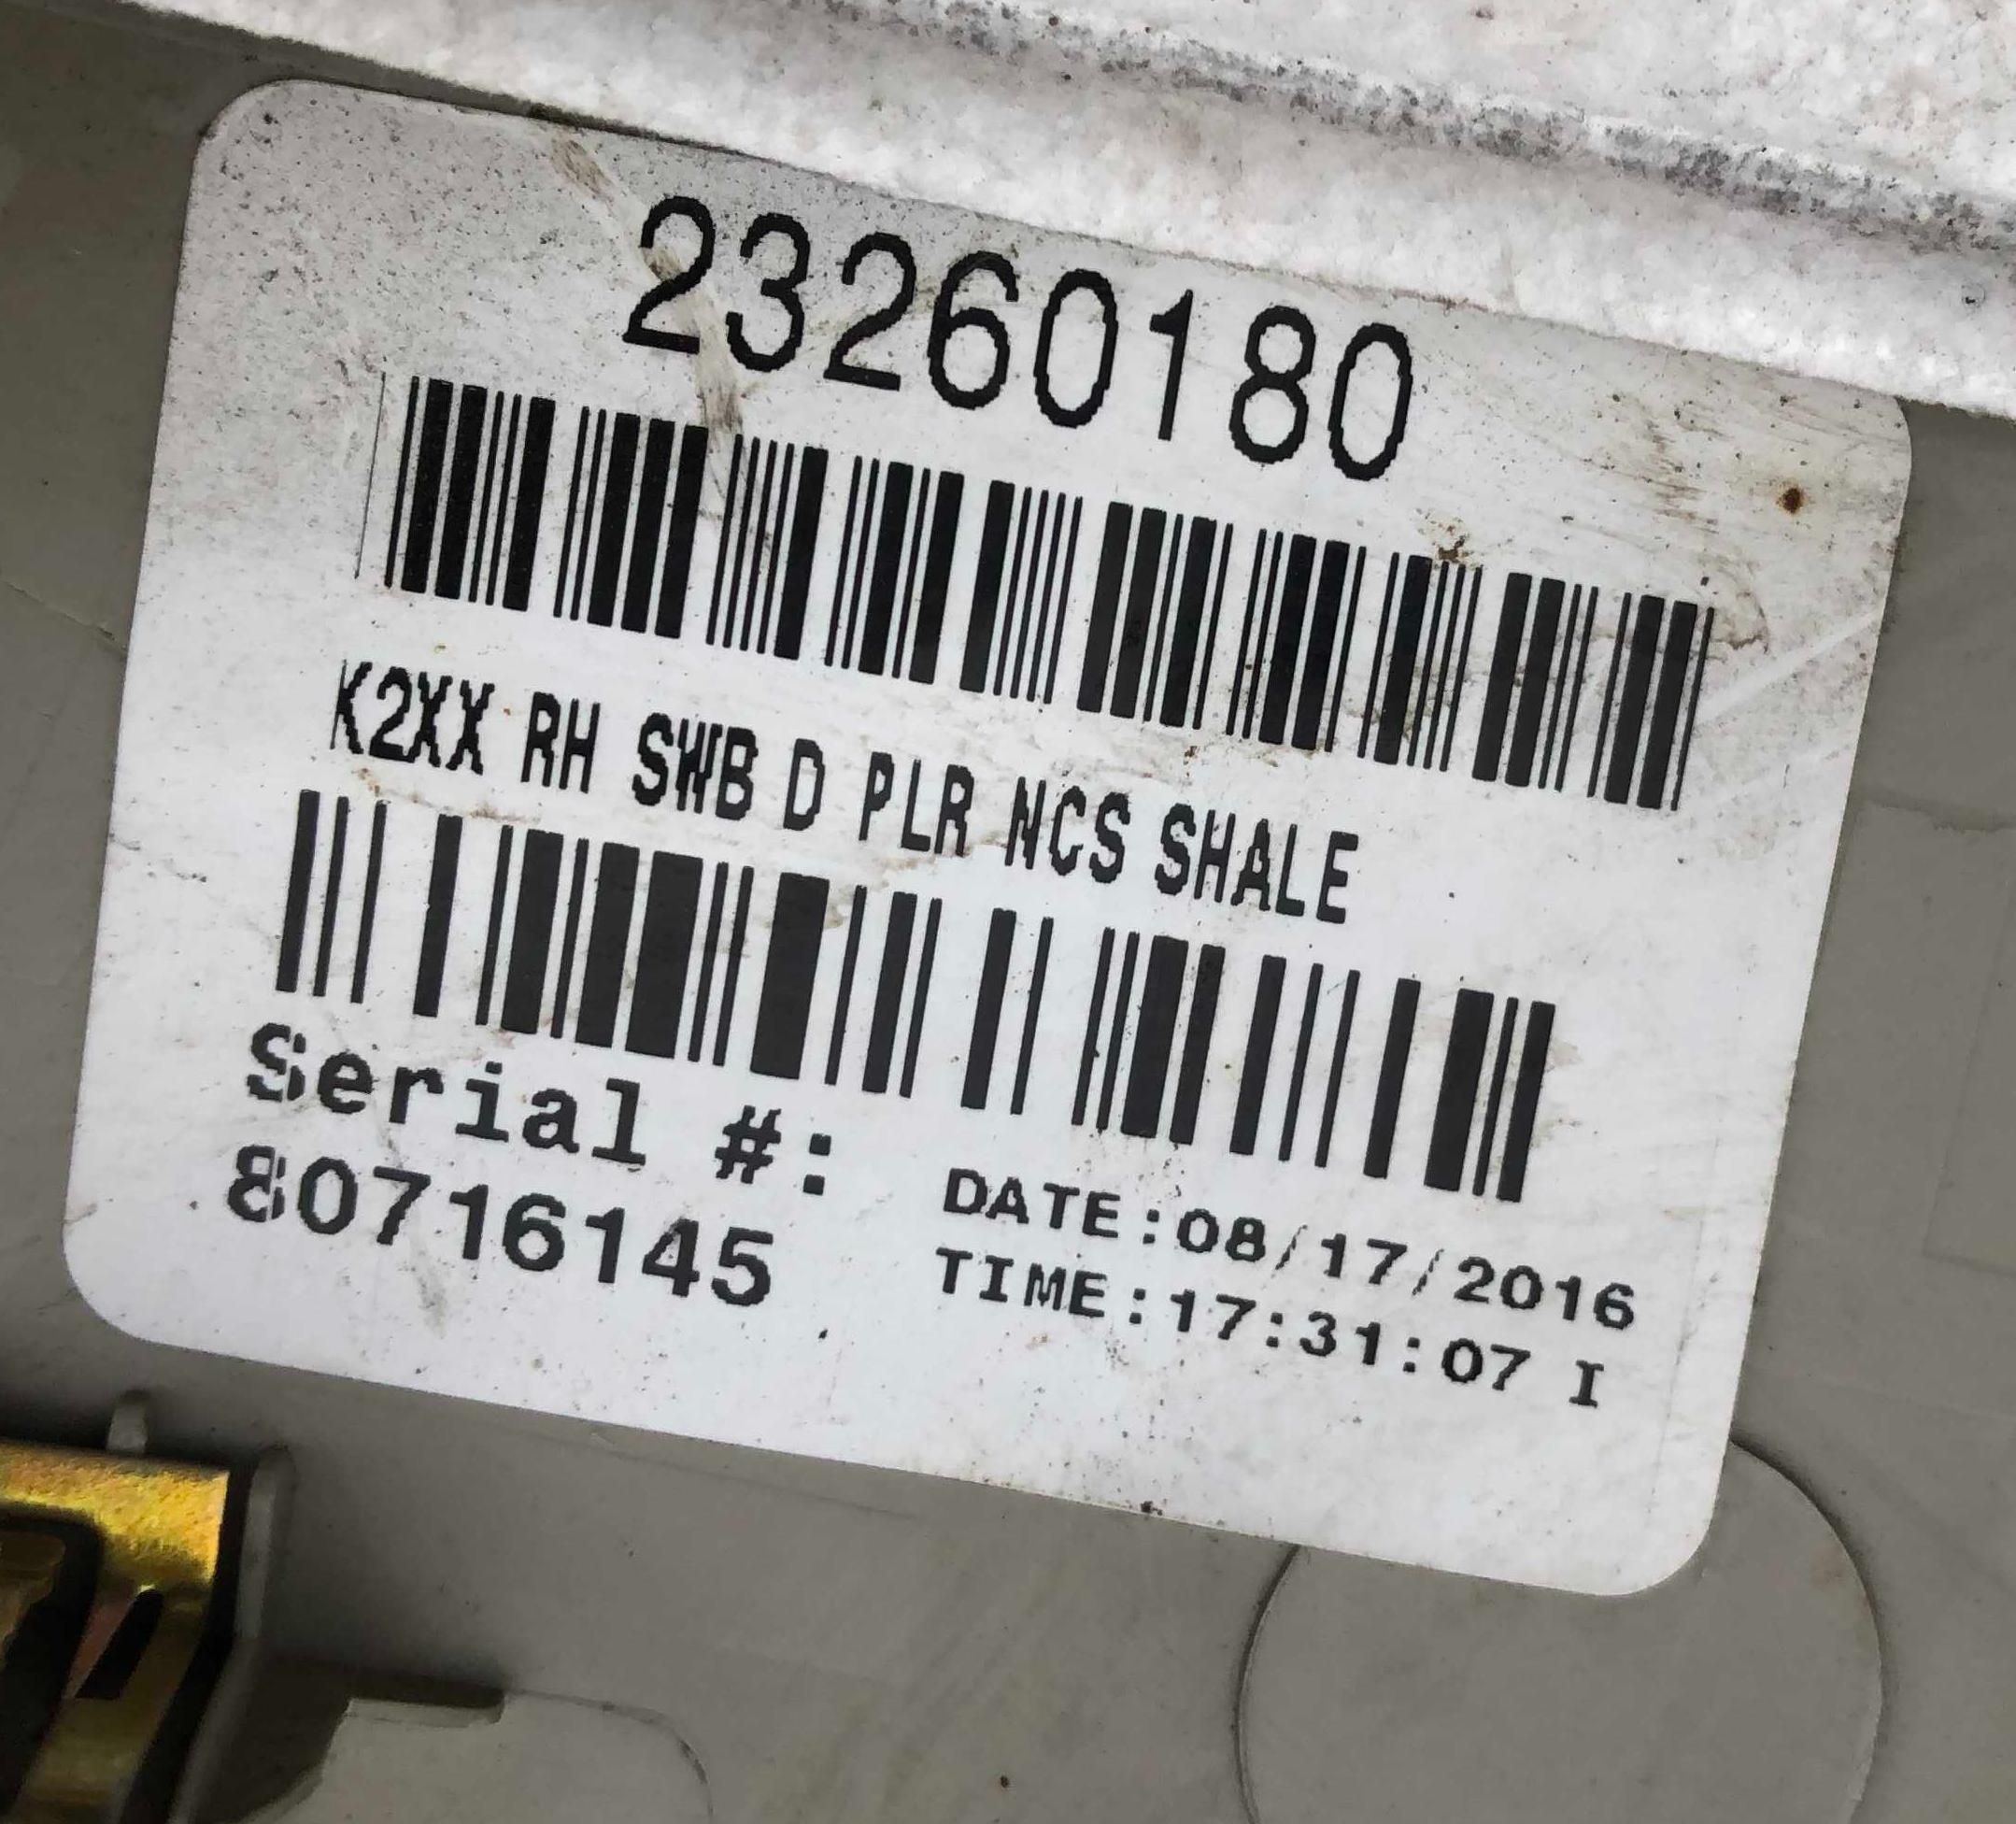 23260180
K2XX RH SWB D PLR NCS SHALE
Serial #:
80716145
DATE:08/17/2016
TIME:17:31:07 I